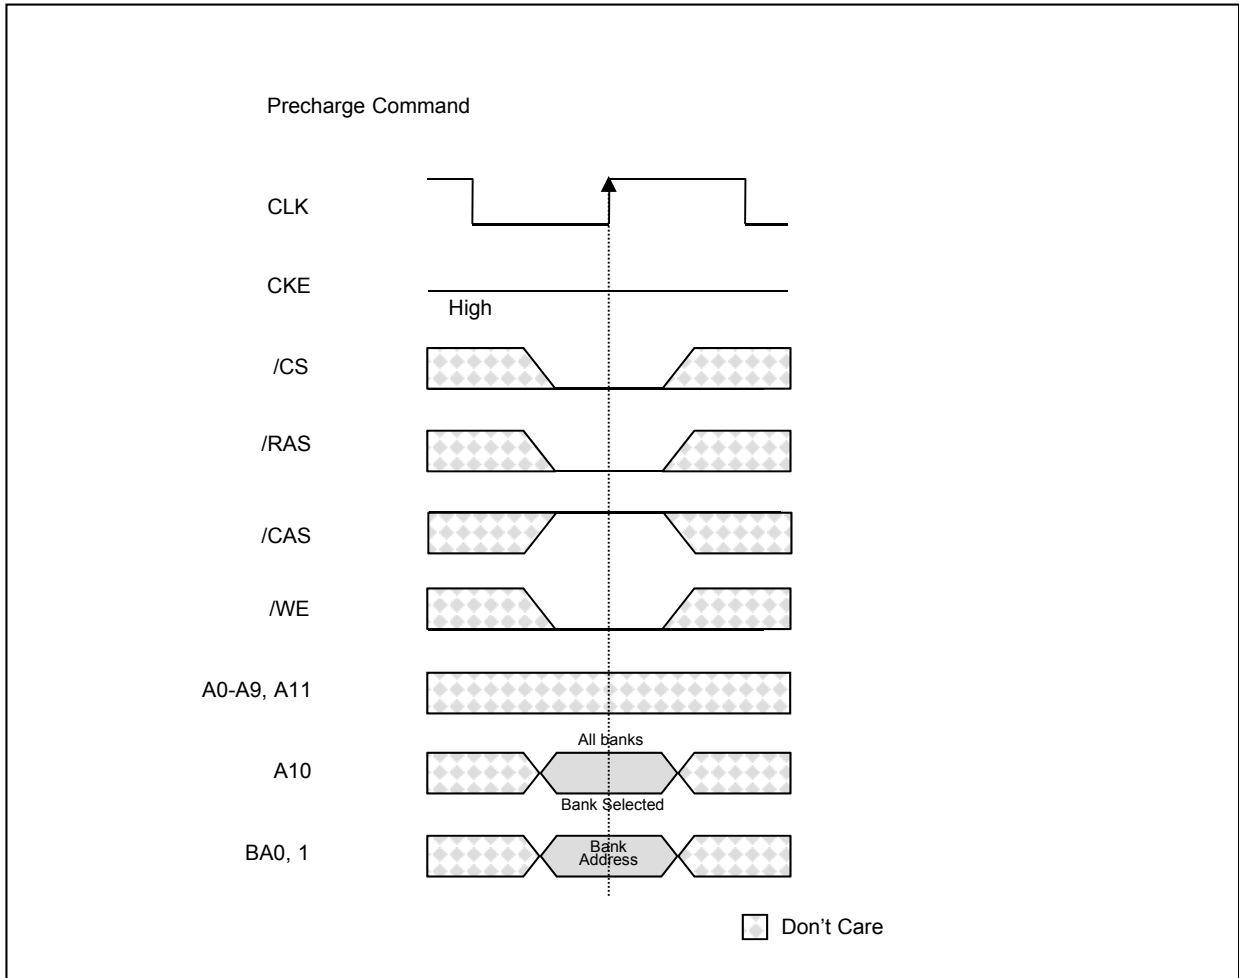 Precharge Command
CLK
CKE
High
/CS
/RAS
/CAS
/WE
A0-A9, A11
All banks
A10
Bank Selected
BA0, 1
Bank
Address
Don't Care